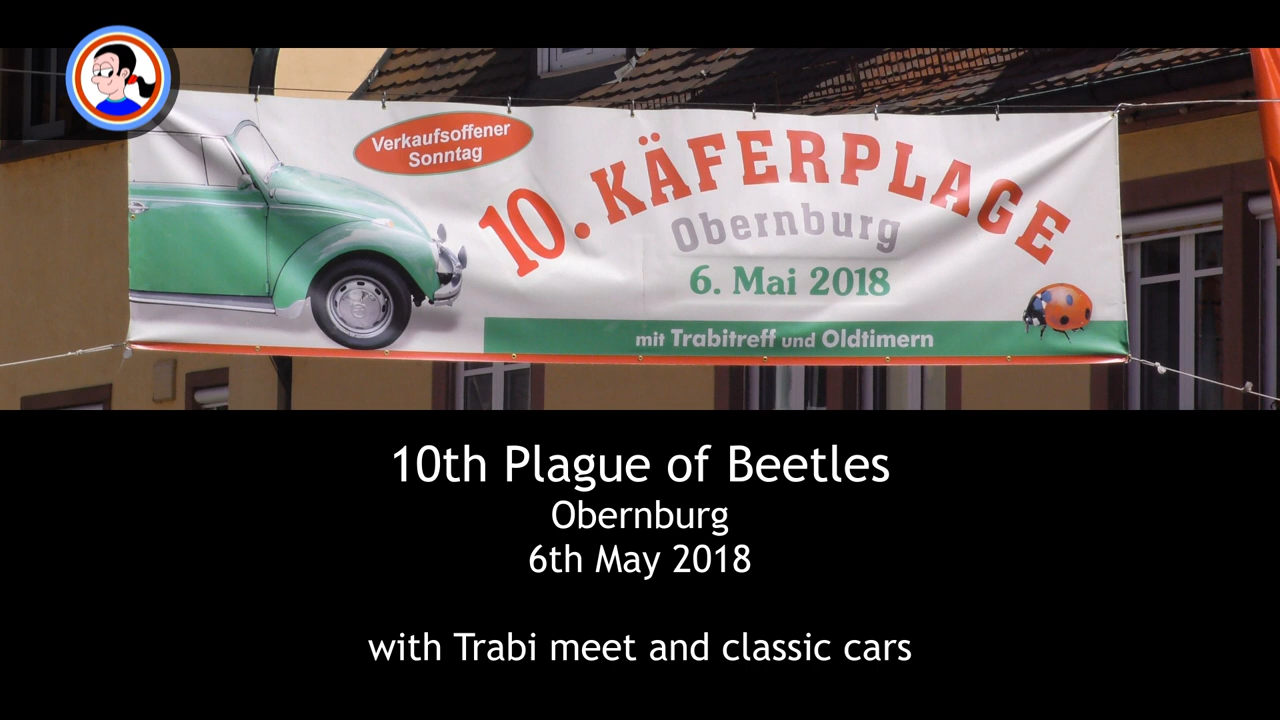 Verkaufsoffener
Sonntag
10. KÄFERPLAGE
Obernburg
6. Mai 2018
mit Trabitreff und Oldtimern
10th Plague of Beetles
Obernburg
6th May 2018
with Trabi meet and classic cars